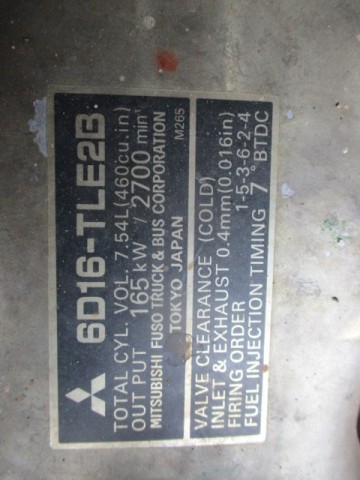 6D16-TLE2B
TOTAL CYL. VOL. 7.54L(460cu.in)
OUT PUT 165kW / 2700min⁻¹
MITSUBISHI FUSO TRUCK & BUS CORPORATION
TOKYO JAPAN M265
VALVE CLEARANCE (COLD)
INLET & EXHAUST 0.4mm(0.016in)
FIRING ORDER 1-5-3-6-2-4
FUEL INJECTION TIMING 7° BTDC